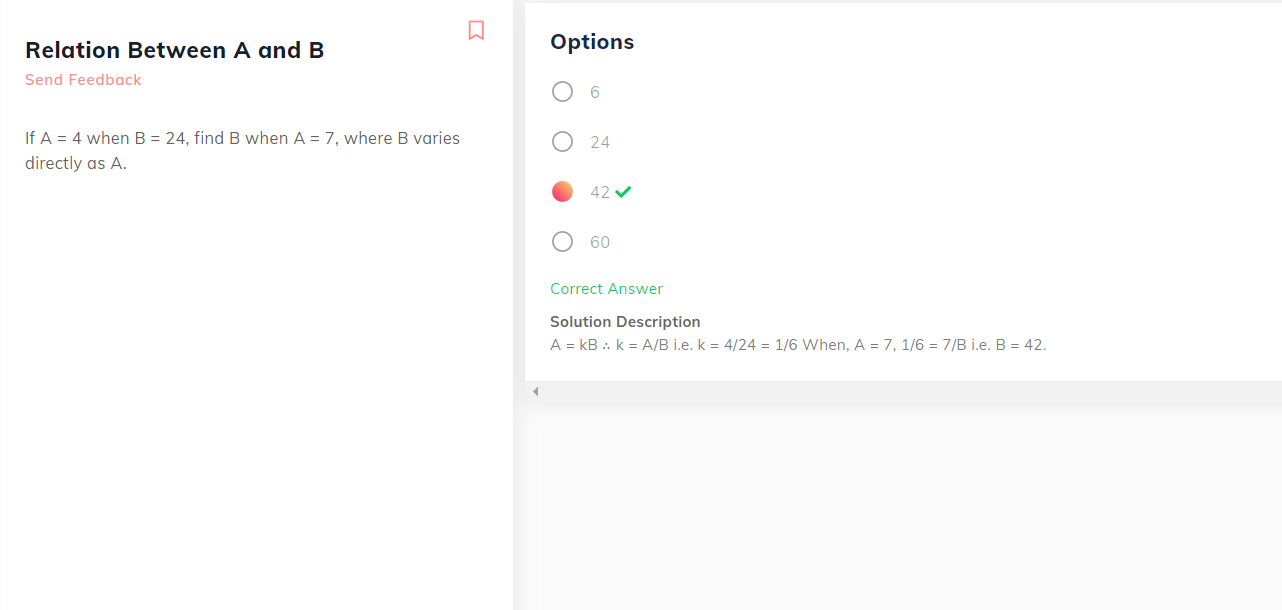 Relation Between A and B
Send Feedback
If A = 4 when B = 24, find B when A = 7, where B varies
directly as A.
Options
6
24
42
60
Correct Answer
Solution Description
A = kB ∴ k = A/B i.e. k = 4/24 = 1/6 When, A = 7, 1/6 = 7/B i.e. B = 42.